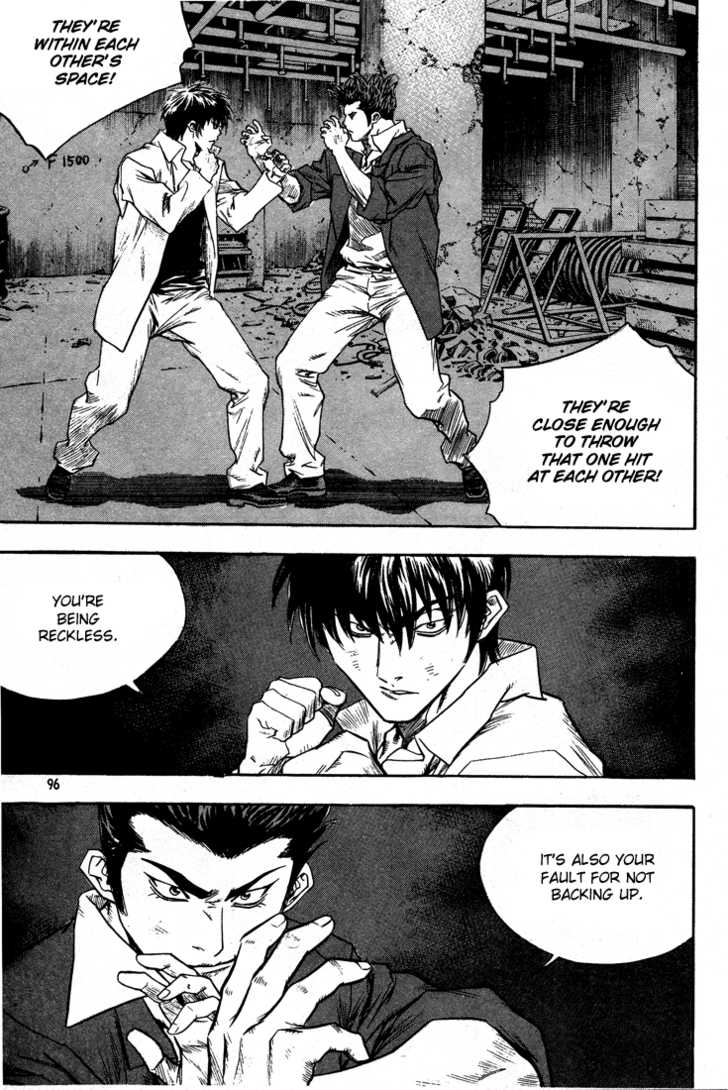 THEY'RE
WITHIN EACH
OTHER'S
SPACE!
F 1500
THEY'RE
CLOSE ENOUGH
TO THROW
THAT ONE HIT
AT EACH OTHER!
YOU'RE
BEING
RECKLESS.
96
IT'S ALSO YOUR
FAULT FOR NOT
BACKING UP.